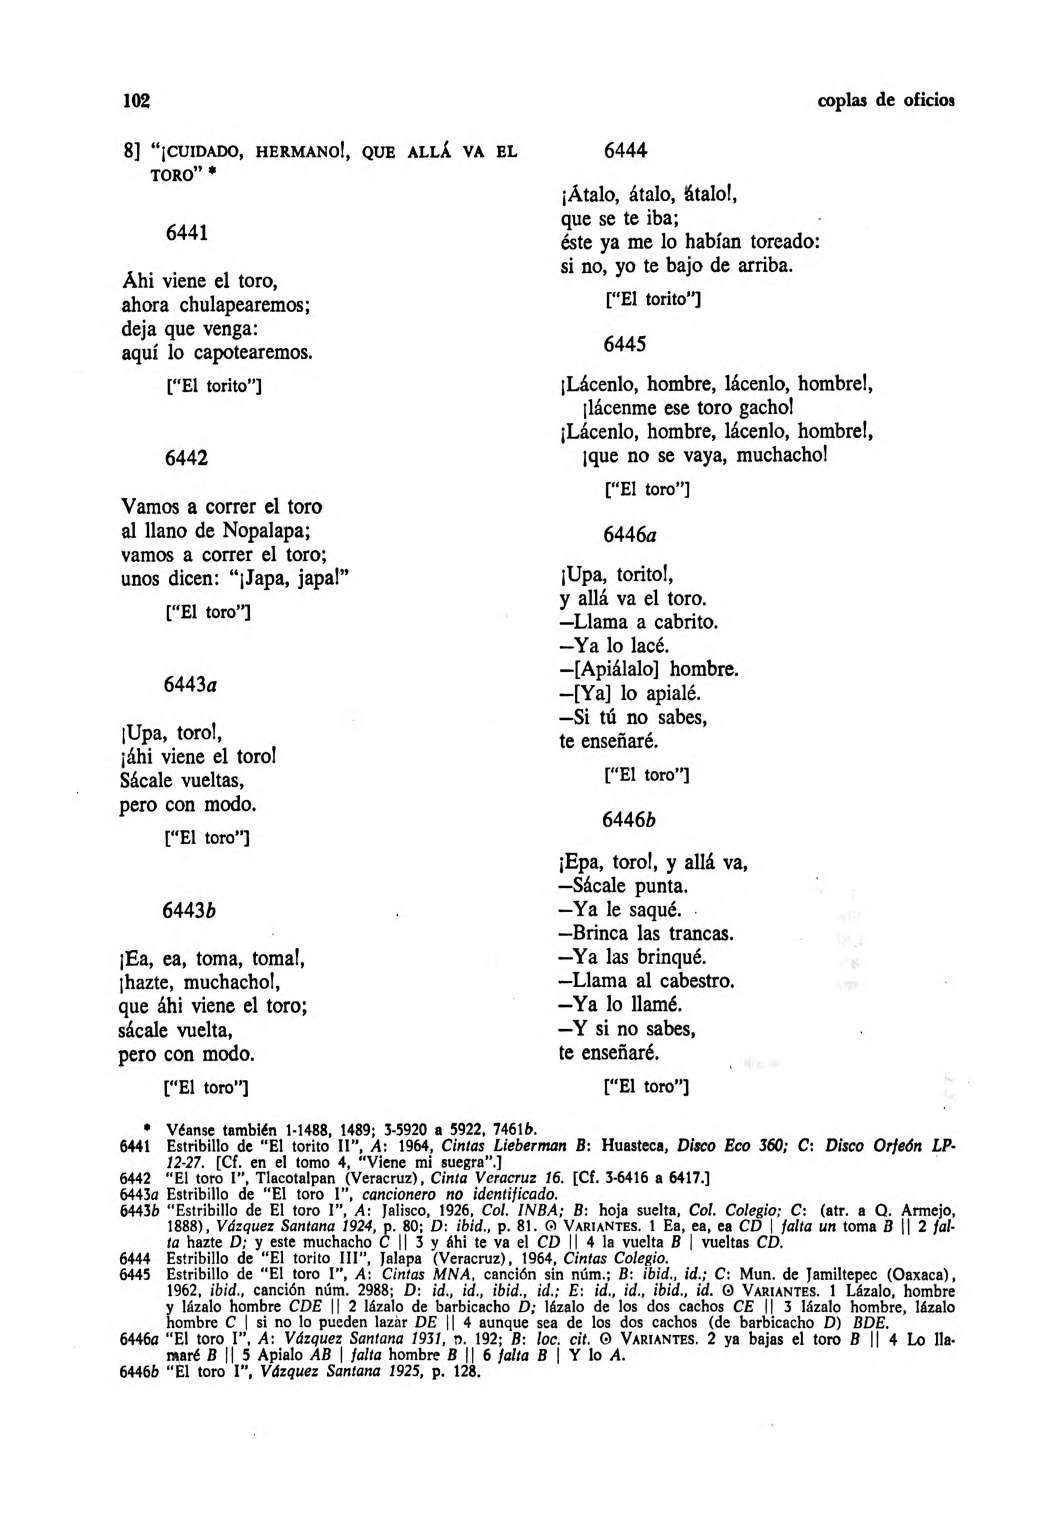 102
coplas de oficios
8] “¡CUIDADO, HERMANO!, QUE ALLÁ VA EL
TORO” *
6441
Áhi viene el toro,
ahora chulapearemos;
deja que venga:
aquí lo capotearemos.
[“El torito”]
6442
Vamos a correr el toro
al llano de Nopalapa;
vamos a correr el toro;
unos dicen: “¡Japa, japa!”
[“El toro”]
6443a
¡Upa, toro!,
¡áhi viene el toro!
Sácale vueltas,
pero con modo.
[“El toro”]
6443b
¡Ea, ea, toma, toma!,
¡hazte, muchacho!,
que áhi viene el toro;
sácale vuelta,
pero con modo.
[“El toro”]
6444
¡Átalo, átalo, átalo!,
que se te iba;
éste ya me lo habían toreado:
si no, yo te bajo de arriba.
[“El torito”]
6445
¡Lácenlo, hombre, lácenlo, hombre!,
¡lácenme ese toro gacho!
¡Lácenlo, hombre, lácenlo, hombre!,
¡que no se vaya, muchacho!
[“El toro”]
6446a
¡Upa, torito!,
y allá va el toro.
—Llama a cabrito.
—Ya lo lacé.
—[Apiálalo] hombre.
—[Ya] lo apialé.
—Si tú no sabes,
te enseñaré.
[“El toro”]
6446b
¡Epa, toro!, y allá va,
—Sácale punta.
—Ya le saqué.
—Brinca las trancas.
—Ya las brinqué.
—Llama al cabestro.
—Ya lo llamé.
—Y si no sabes,
te enseñaré.
[“El toro”]
* Véanse también 1-1488, 1489; 3-5920 a 5922, 7461b.
6441 Estribillo de “El torito II”, A: 1964, Cintas Lieberman B: Huasteca, Disco Eco 360; C: Disco Orfeón LP-
12-27. [Cf. en el tomo 4, “Viene mi suegra”.]
6442 “El toro I”, Tlacotalpan (Veracruz), Cinta Veracruz 16. [Cf. 3-6416 a 6417.]
6443a Estribillo de “El toro I”, cancionero no identificado.
6443b “Estribillo de El toro I”, A: Jalisco, 1926, Col. INBA; B: hoja suelta, Col. Colegio; C: (atr. a Q. Armejo,
1888), Vázquez Santana 1924, p. 80; D: ibid., p. 81. ʘ VARIANTES. 1 Ea, ea, ea CD | falta un toma B || 2 fal-
ta hazte D; y este muchacho C || 3 y áhi te va el CD || 4 la vuelta B | vueltas CD.
6444 Estribillo de “El torito III”, Jalapa (Veracruz), 1964, Cintas Colegio.
6445 Estribillo de “El toro I”, A: Cintas MNA, canción sin núm.; B: ibid., id.; C: Mun. de Jamiltepec (Oaxaca),
1962, ibid., canción núm. 2988; D: id., id., ibid., id.; E: id., id., ibid., id. ʘ VARIANTES. 1 Lázalo, hombre
y lázalo hombre CDE || 2 lázalo de barbicacho D; lázalo de los dos cachos CE || 3 lázalo hombre, lázalo
hombre C | si no lo pueden lazar DE || 4 aunque sea de los dos cachos (de barbicacho D) BDE.
6446a “El toro I”, A: Vázquez Santana 1931, p. 192; B: loc. cit. ʘ VARIANTES. 2 ya bajas el toro B || 4 Lo lla-
maré B || 5 Apialo AB | falta hombre B || 6 falta B | Y lo A.
6446b “El toro I”, Vázquez Santana 1925, p. 128.